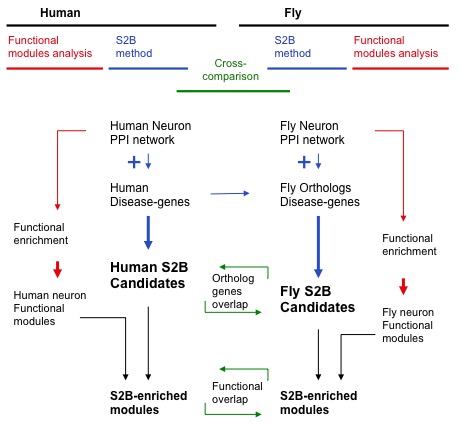 Human
Fly
Functional
modules analysis
S2B
method
S2B
method
Functional
modules analysis
Cross-
comparison
Human Neuron
PPI network
Fly Neuron
PPI network
+
+
Human
Disease-genes
Fly Orthologs
Disease-genes
Functional
enrichment
Functional
enrichment
Human S2B
Candidates
Ortholog
genes
overlap
Fly S2B
Candidates
Human neuron
Functional
modules
Fly neuron
Functional
modules
S2B-enriched
modules
Functional
overlap
S2B-enriched
modules